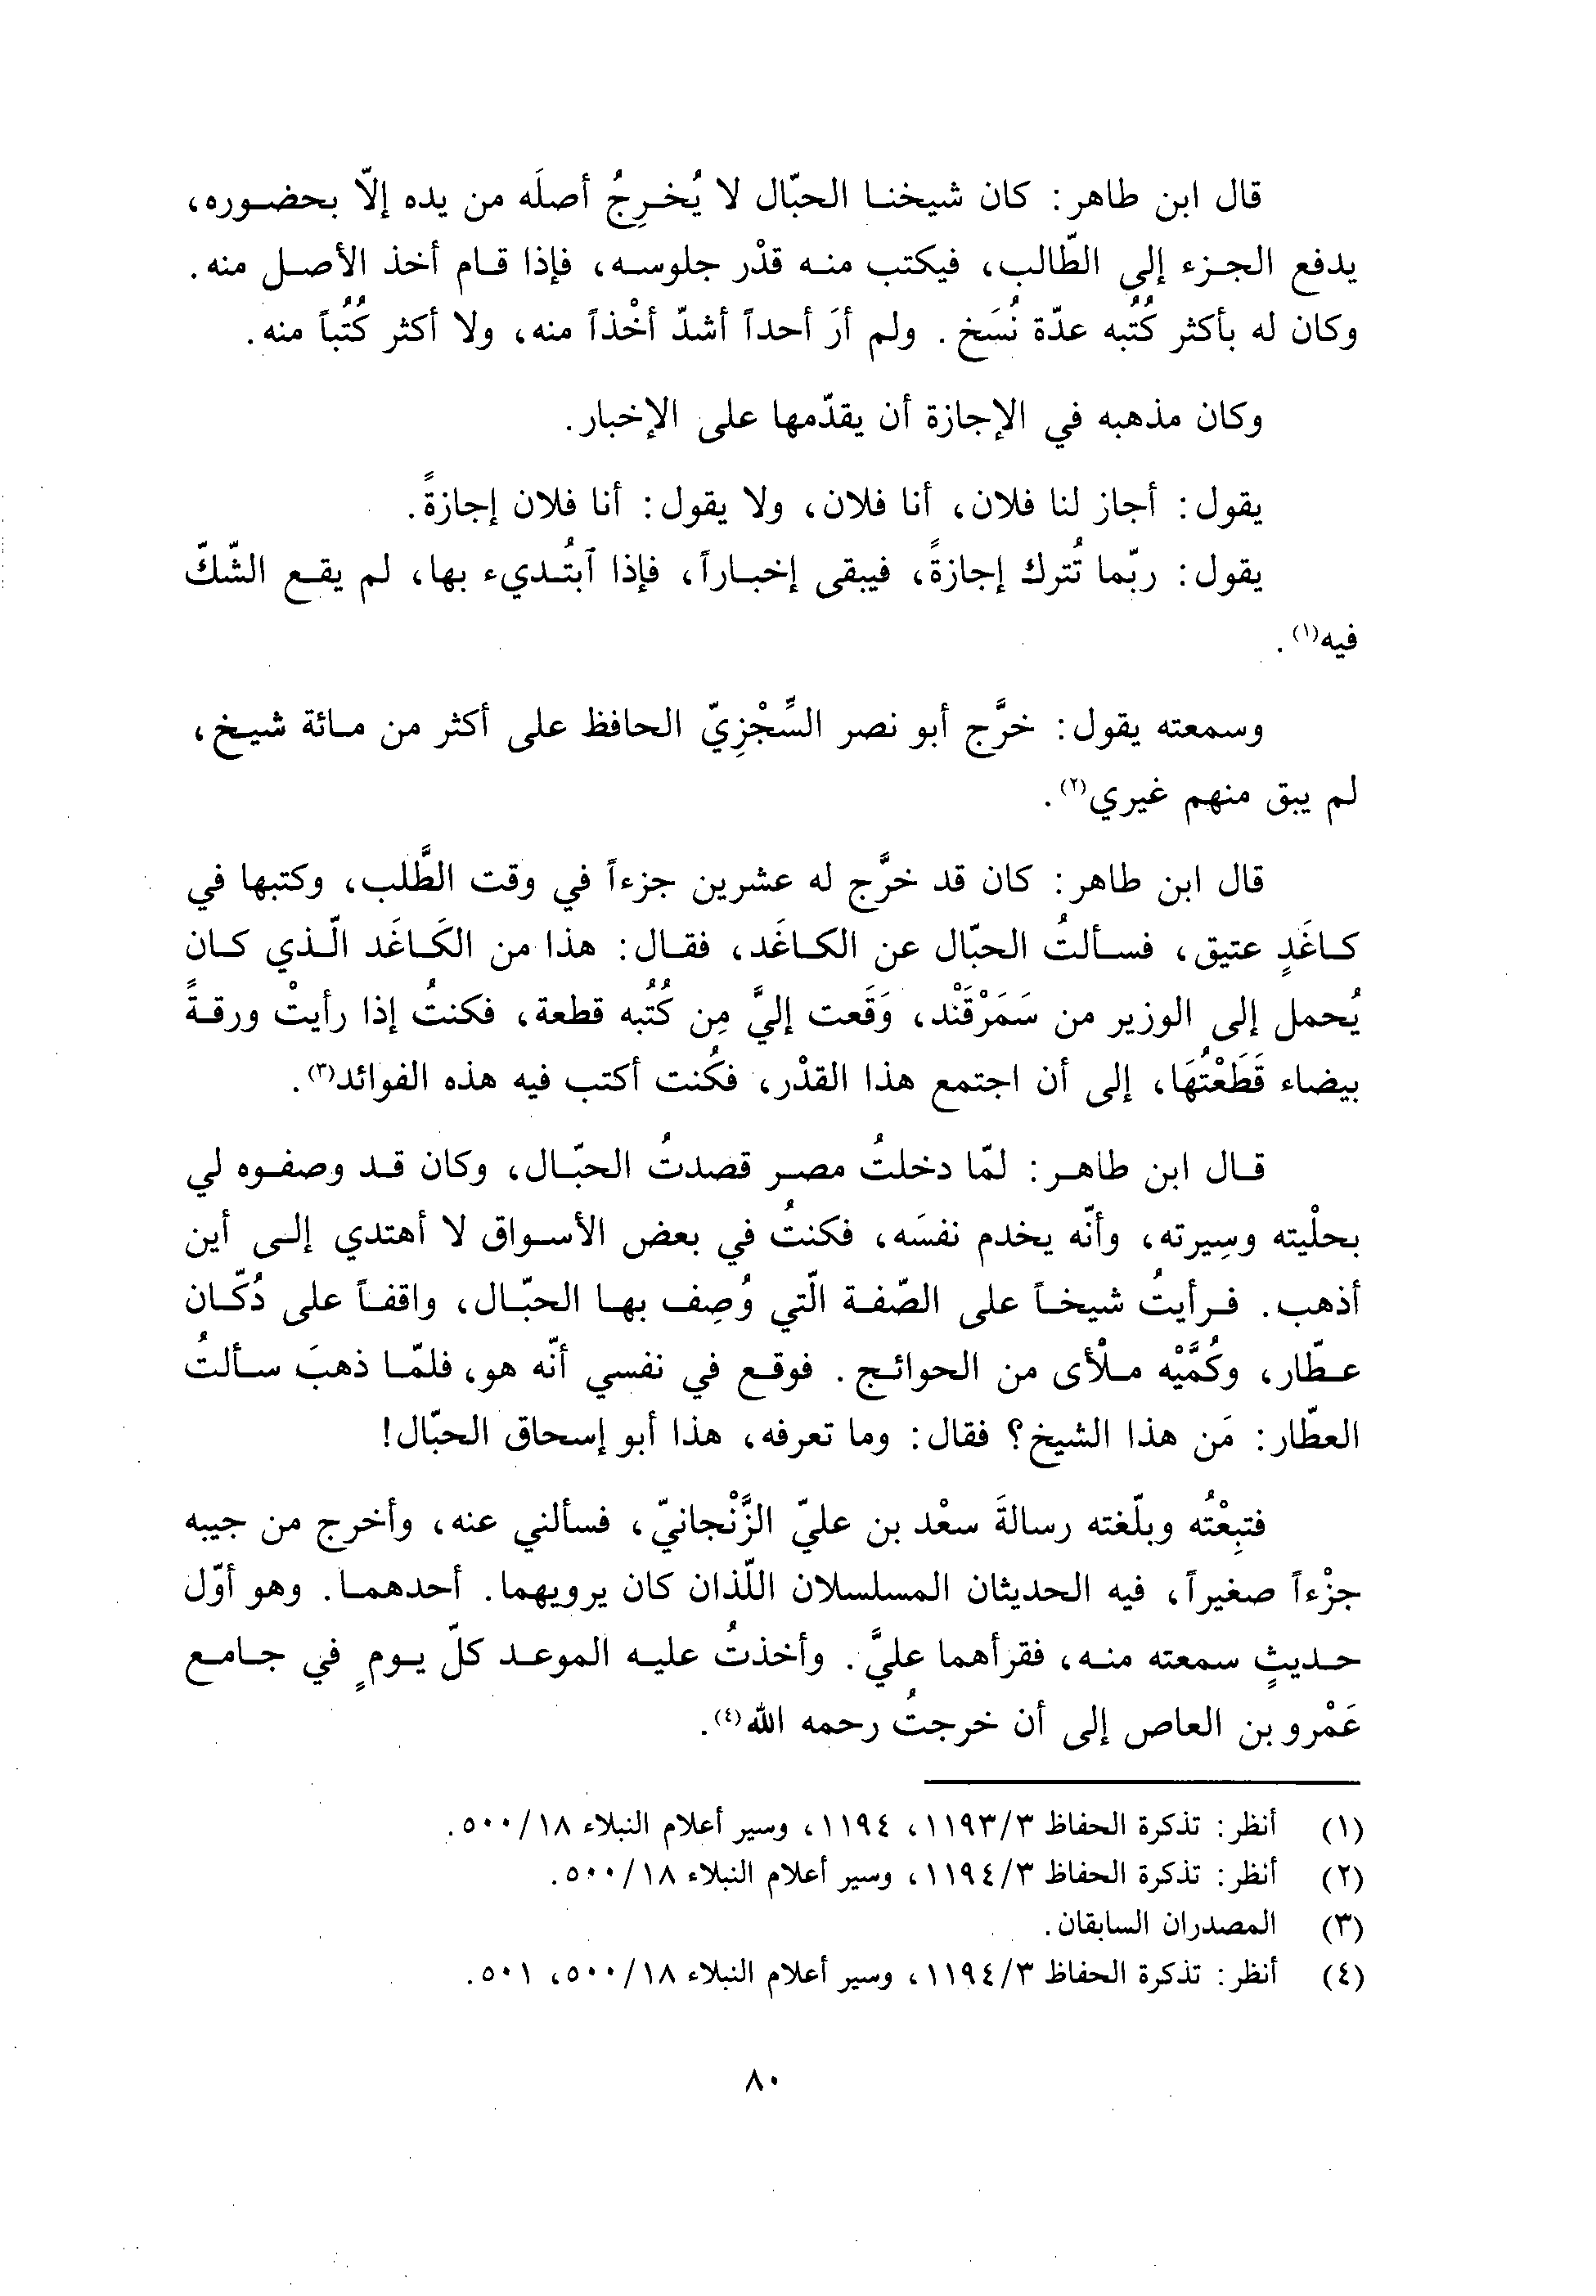 قال ابن طاهر: كان شيخنا الحبّال لا يُخرِجُ أصلَه من يده إلّا بحضوره،
يدفع الجزء إلى الطّالب، فيكتب منه قدْر جلوسه، فإذا قام أخذ الأصل منه.
وكان له بأكثر كُتُبه عدّة نُسَخ. ولم أرَ أحداً أشدّ أخْذاً منه، ولا أكثر كُتُباً منه.
وكان مذهبه في الإجازة أن يقدّمها على الإخبار.
يقول: أجاز لنا فلان، أنا فلان، ولا يقول: أنا فلان إجازةً.
يقول: ربّما تُترك إجازةً، فيبقى إخباراً، فإذا آبتُديء بها، لم يقع الشّكّ
فيه(١).
وسمعته يقول: خرَّج أبو نصر السِّجْزِيّ الحافظ على أكثر من مائة شيخ،
لم يبق منهم غيري(٢).
قال ابن طاهر: كان قد خرَّج له عشرين جزءاً في وقت الطَّلب، وكتبها في
كاغَدٍ عتيق، فسألتُ الحبّال عن الكاغَد، فقال: هذا من الكَاغَد الّذي كان
يُحمل إلى الوزير من سَمَرْقَنْد، وَقَعت إليَّ مِن كُتُبه قطعة، فكنتُ إذا رأيتْ ورقةً
بيضاء قَطَعْتُهَا، إلى أن اجتمع هذا القدْر، فكُنت أكتب فيه هذه الفوائد(٣).
قال ابن طاهر: لمّا دخلتُ مصر قصدتُ الحبّال، وكان قد وصفوه لي
بحلْيته وسِيرته، وأنّه يخدم نفسَه، فكنتُ في بعض الأسواق لا أهتدي إلى أين
أذهب. فرأيتُ شيخاً على الصّفة الّتي وُصِف بها الحبّال، واقفاً على دُكّان
عطّار، وكُمَّيْه ملْأى من الحوائج. فوقع في نفسي أنّه هو، فلمّا ذهبَ سألتُ
العطّار: مَن هذا الشيخ؟ فقال: وما تعرفه، هذا أبو إسحاق الحبّال!
فتبِعْتُه وبلّغته رسالةَ سعْد بن عليّ الزَّنْجانيّ، فسألني عنه، وأخرج من جيبه
جزْءاً صغيراً، فيه الحديثان المسلسلان اللّذان كان يرويهما. أحدهما. وهو أوّل
حديثٍ سمعته منه، فقرأهما عليَّ. وأخذتُ عليه الموعد كلّ يومٍ في جامع
عَمْرو بن العاص إلى أن خرجتُ رحمه الله(٤).
(١) أنظر: تذكرة الحفاظ ١١٩٣/٣، ١١٩٤، وسير أعلام النبلاء ٥٠٠/١٨.
(٢) أنظر: تذكرة الحفاظ ١١٩٤/٣، وسير أعلام النبلاء ٥٠٠/١٨.
(٣) المصدران السابقان.
(٤) أنظر: تذكرة الحفاظ ١١٩٤/٣، وسير أعلام النبلاء ٥٠٠/١٨، ٥٠١.
٨٠